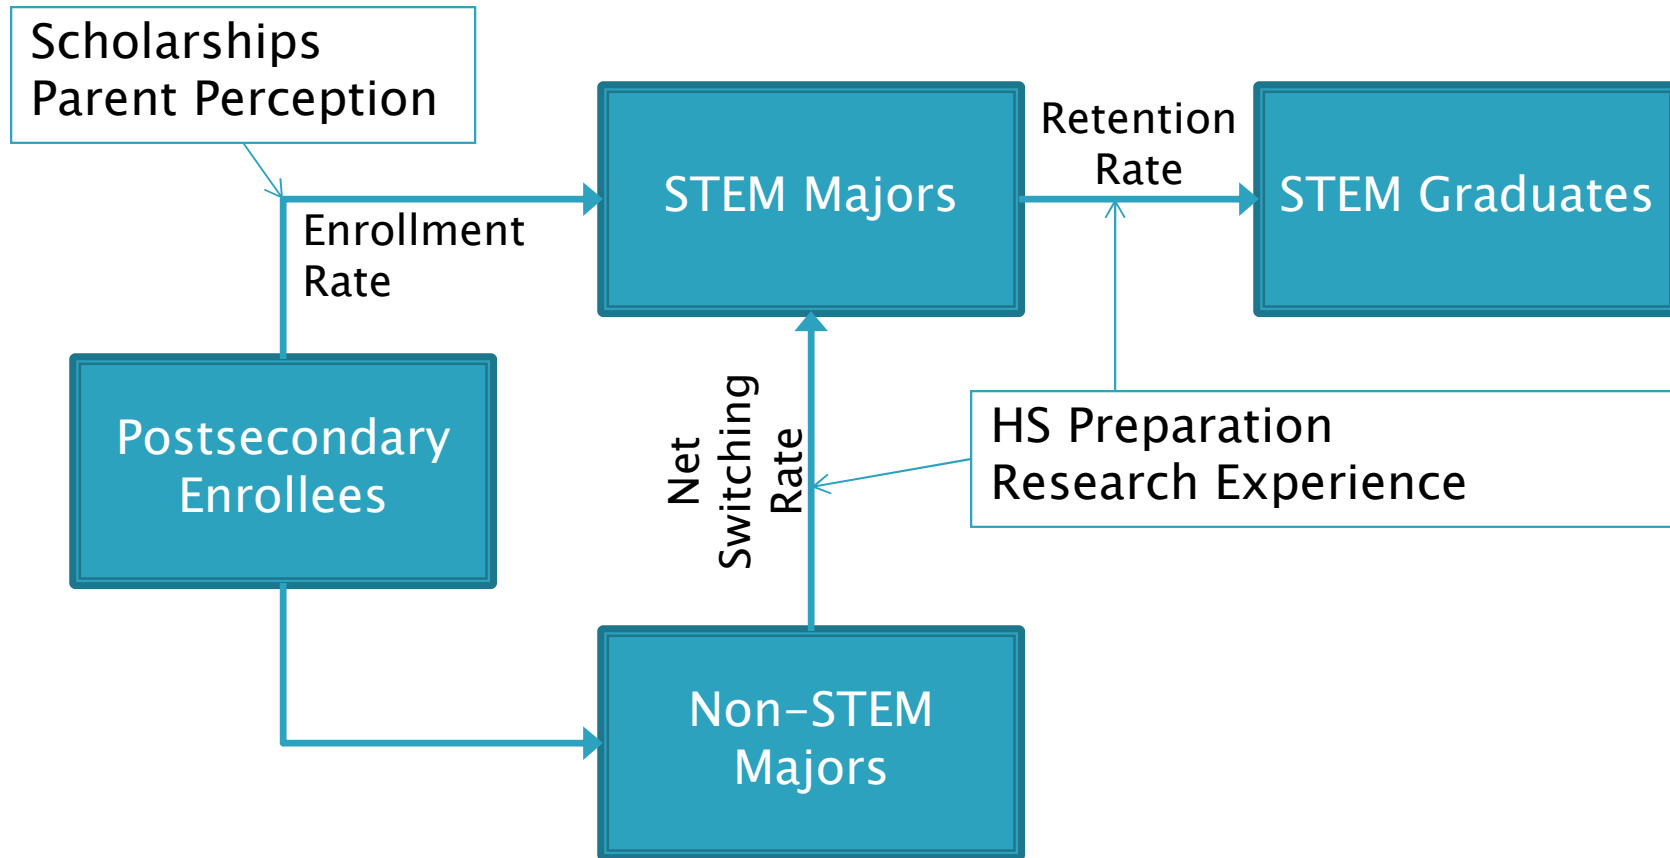 Scholarships
Parent Perception
Enrollment
Rate
STEM Majors
Retention
Rate
STEM Graduates
Postsecondary
Enrollees
Net
Switching
Rate
HS Preparation
Research Experience
Non-STEM
Majors